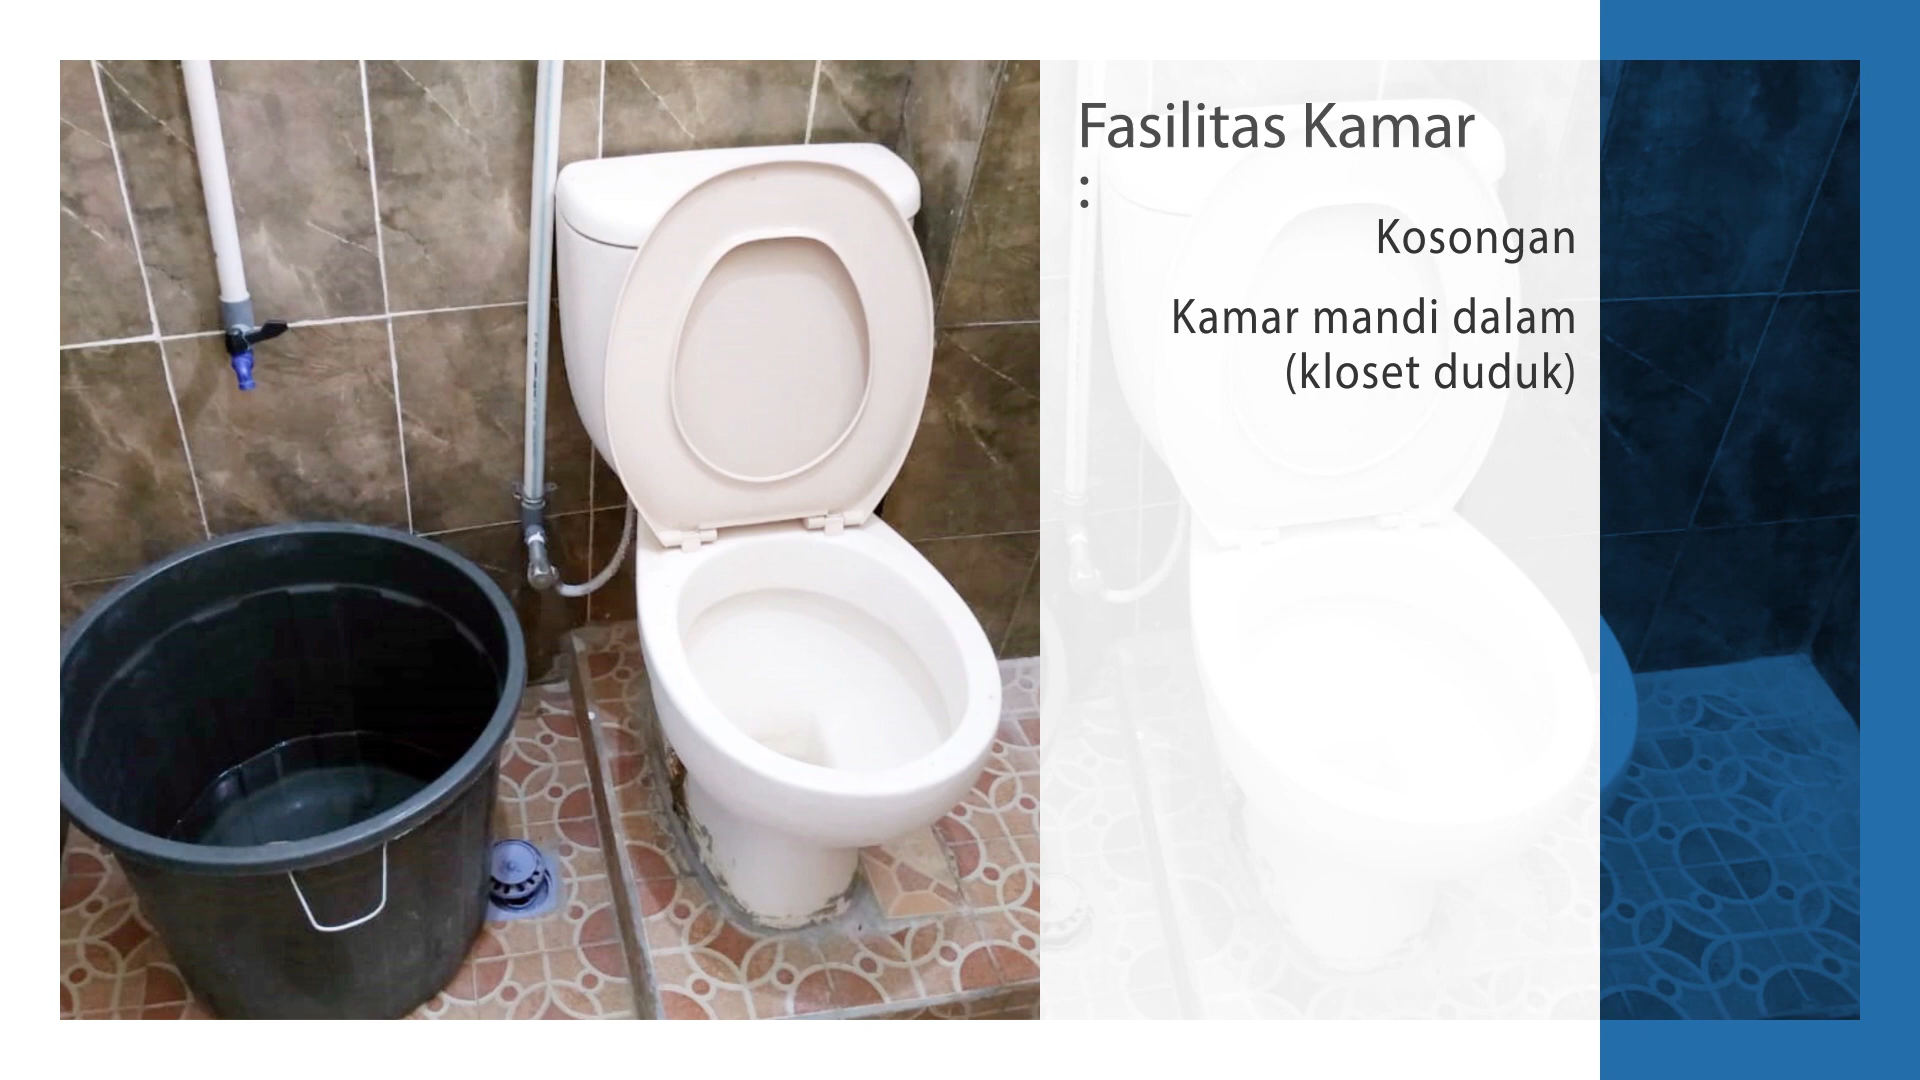 Fasilitas Kamar
:
Kosongan
Kamar mandi dalam
(kloset duduk)